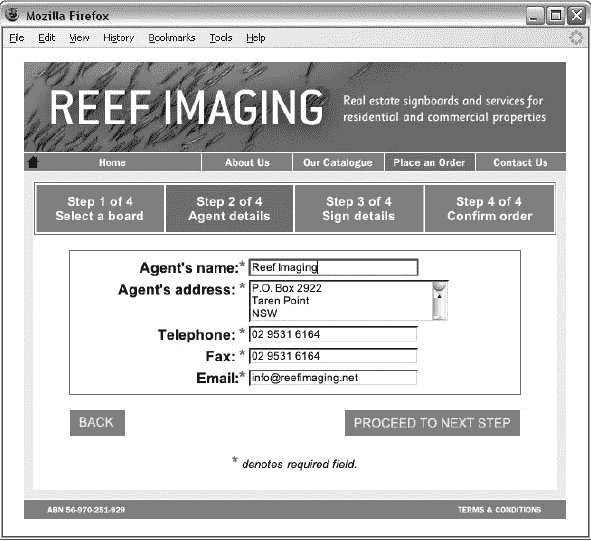 Mozilla Firefox
File Edit View History Bookmarks Tools Help
REEF IMAGING
Real estate signboards and services for
residential and commercial properties
Home About Us Our Catalogue Place an Order Contact Us
Step 1 of 4 Step 2 of 4 Step 3 of 4 Step 4 of 4
Select a board Agent details Sign details Confirm order
Agent's name:* Reef Imaging
Agent's address: * P.O. Box 2922
Taren Point
NSW
Telephone: * 02 9531 6164
Fax: * 02 9531 6164
Email:* info@reefimaging.net
BACK PROCEED TO NEXT STEP
* denotes required field.
ABN 56-970-251-929 TERMS & CONDITIONS